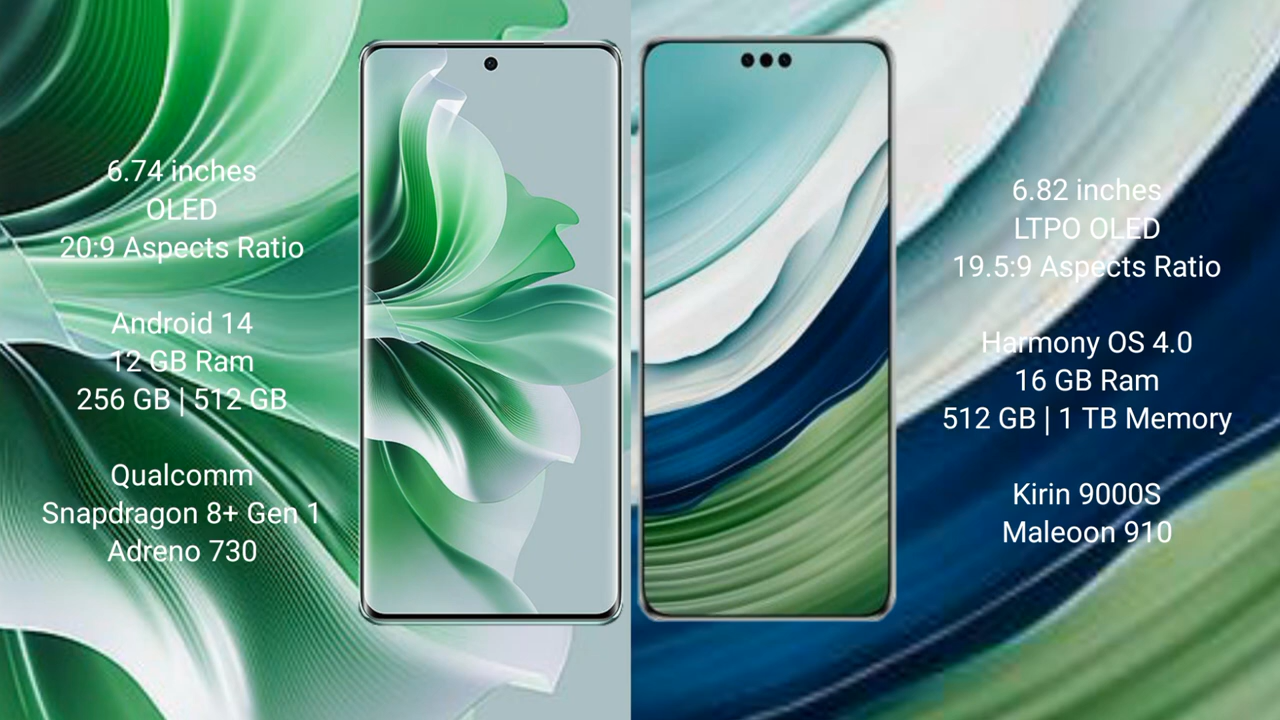 6.74 inches
OLED
20:9 Aspects Ratio
Android 14
12 GB Ram
256 GB | 512 GB
Qualcomm
Snapdragon 8+ Gen 1
Adreno 730
6.82 inches
LTPO OLED
19.5:9 Aspects Ratio
Harmony OS 4.0
16 GB Ram
512 GB | 1 TB Memory
Kirin 9000S
Maleoon 910